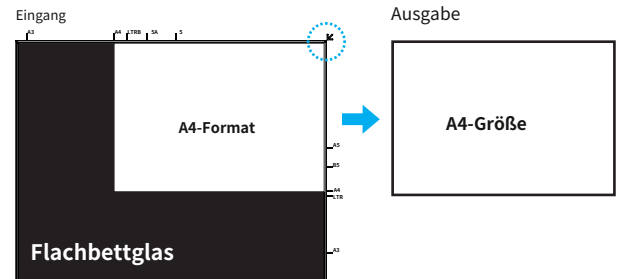 Eingang
Ausgabe
A3 A4 LTRB 5A 5
A4-Format
A4-Größe
A5
B5
A4
LTR
A3
Flachbettglas